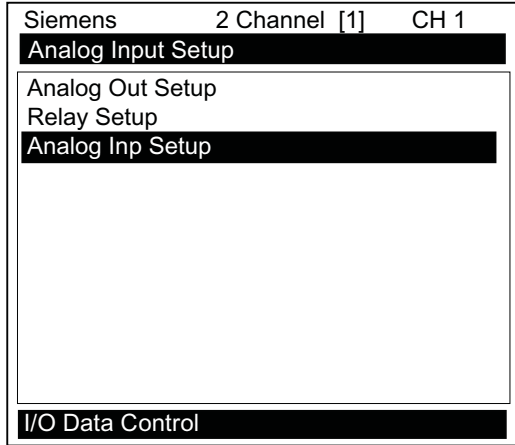 Siemens 2 Channel [1] CH 1
Analog Input Setup
Analog Out Setup
Relay Setup
Analog Inp Setup
I/O Data Control